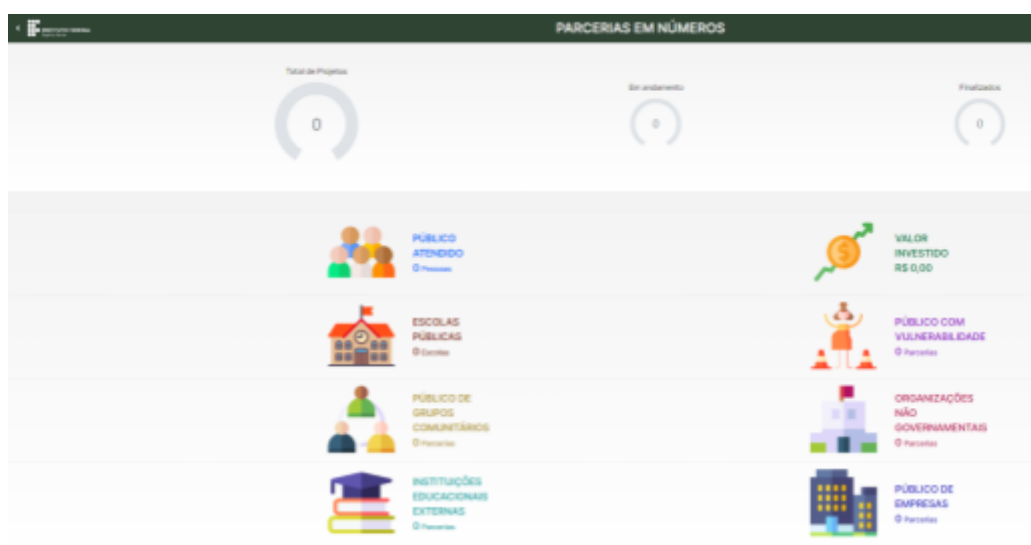 INSTITUTO FEDERAL
PARCERIAS EM NÚMEROS
Total de Projetos
0
Em andamento
0
Finalizados
0
PÚBLICO
ATENDIDO
0 Pessoas
VALOR
INVESTIDO
R$ 0,00
ESCOLAS
PÚBLICAS
0 Escolas
PÚBLICO COM
VULNERABILIDADE
0 Parcerias
PÚBLICO DE
GRUPOS
COMUNITÁRIOS
0 Parcerias
ORGANIZAÇÕES
NÃO
GOVERNAMENTAIS
0 Parcerias
INSTITUIÇÕES
EDUCACIONAIS
EXTERNAS
0 Parcerias
PÚBLICO DE
EMPRESAS
0 Parcerias